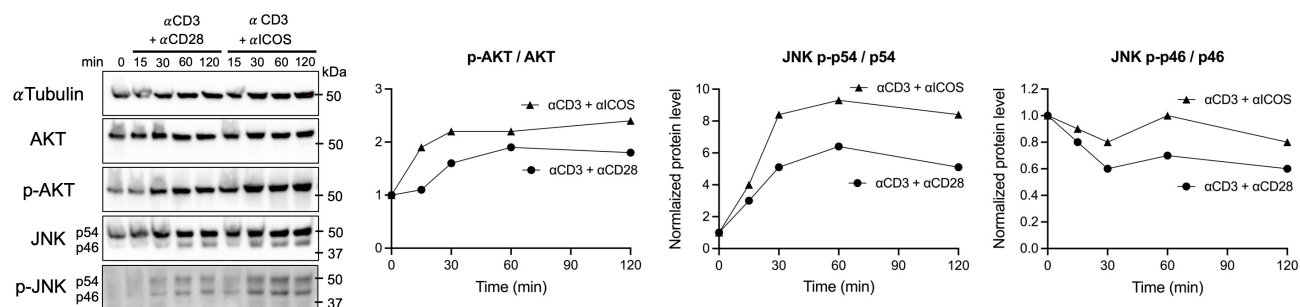 αCD3
+ αCD28
α CD3
+ αICOS
min 0 15 30 60 120 15 30 60 120
kDa
αTubulin
50
AKT
50
p-AKT
50
JNK
p54
p46
50
37
p-JNK
p54
p46
50
37
p-AKT / AKT
3
2
1
0
0 30 60 90 120
Time (min)
αCD3 + αICOS
αCD3 + αCD28
JNK p-p54 / p54
Normlaized protein level
10
8
6
4
2
0
0 30 60 90 120
Time (min)
αCD3 + αICOS
αCD3 + αCD28
JNK p-p46 / p46
Normalized protein level
1.2
1.0
0.8
0.6
0.4
0.2
0.0
0 30 60 90 120
Time (min)
αCD3 + αICOS
αCD3 + αCD28